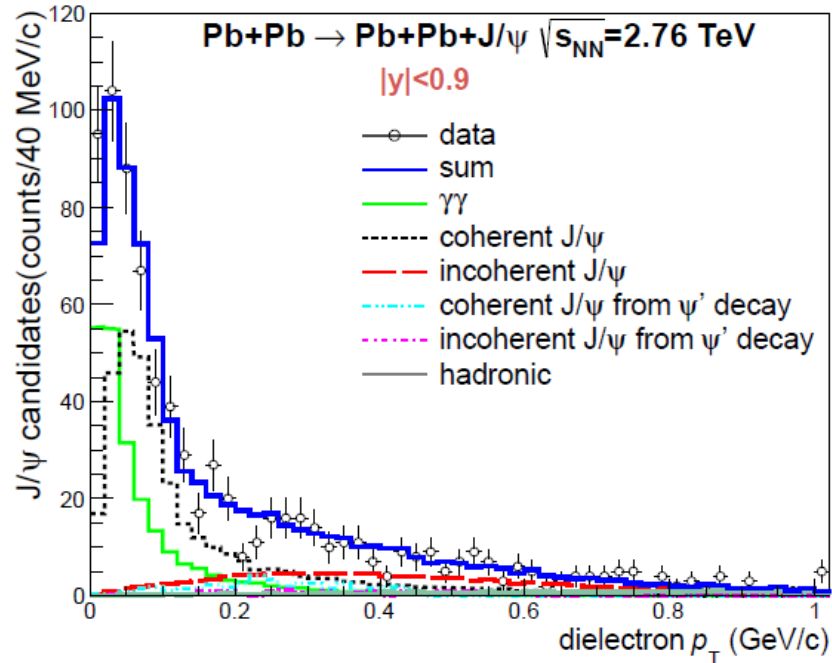 Pb+Pb → Pb+Pb+J/ψ √s_NN=2.76 TeV
|y|<0.9
data
sum
γγ
coherent J/ψ
incoherent J/ψ
coherent J/ψ from ψ' decay
incoherent J/ψ from ψ' decay
hadronic
J/ψ candidates(counts/40 MeV/c)
120
100
80
60
40
20
0
0 0.2 0.4 0.6 0.8 1
dielectron p_T (GeV/c)